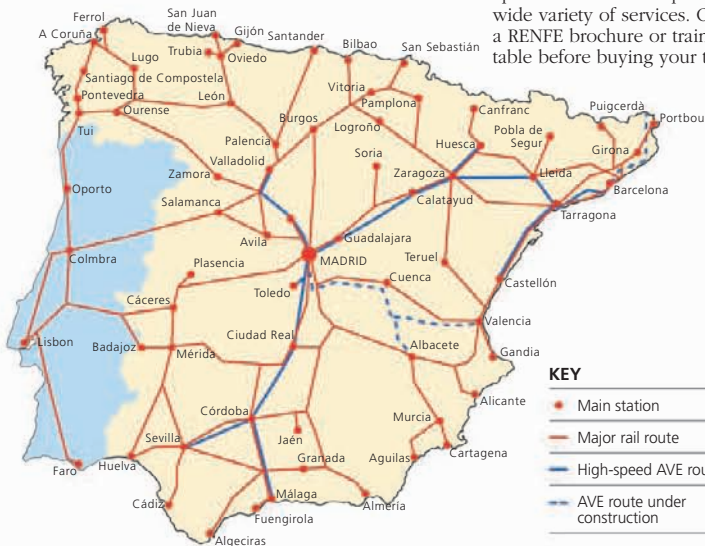 wide variety of services.
a RENFE brochure or train
table before buying your
Ferrol
San Juan
de Nieva
Gijón
A Coruña
Santander
Bilbao
San Sebastián
Trubia
Oviedo
Lugo
Santiago de Compostela
Vitoria
Pontevedra
León
Pamplona
Canfranc
Puigcerdà
Ourense
Burgos
Logroño
Huesca
Pobla de
Segur
Portbou
Tui
Palencia
Girona
Valladolid
Soria
Zamora
Zaragoza
Lleida
Oporto
Barcelona
Salamanca
Calatayud
Tarragona
Avila
Guadalajara
Colmbra
MADRID
Teruel
Plasencia
Cuenca
Castellón
Toledo
Cáceres
Valencia
Lisbon
Ciudad Real
Badajoz
Mérida
Albacete
Gandia
Alicante
Córdoba
Murcia
Jaén
Sevilla
Cartagena
Granada
Aguilas
Faro
Huelva
Málaga
Almería
Cádiz
Fuengirola
Algeciras
KEY
Main station
Major rail route
High-speed AVE
AVE route under
construction